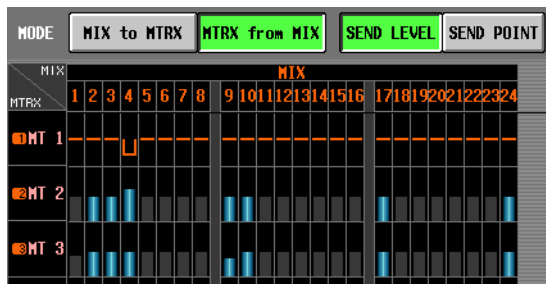 MODE MIX to MTRX MTRX from MIX SEND LEVEL SEND POINT
MIX MIX
MTRX 1 2 3 4 5 6 7 8 9 10 11 12 13 14 15 16 17 18 19 20 21 22 23 24
1 MT 1
2 MT 2
3 MT 3